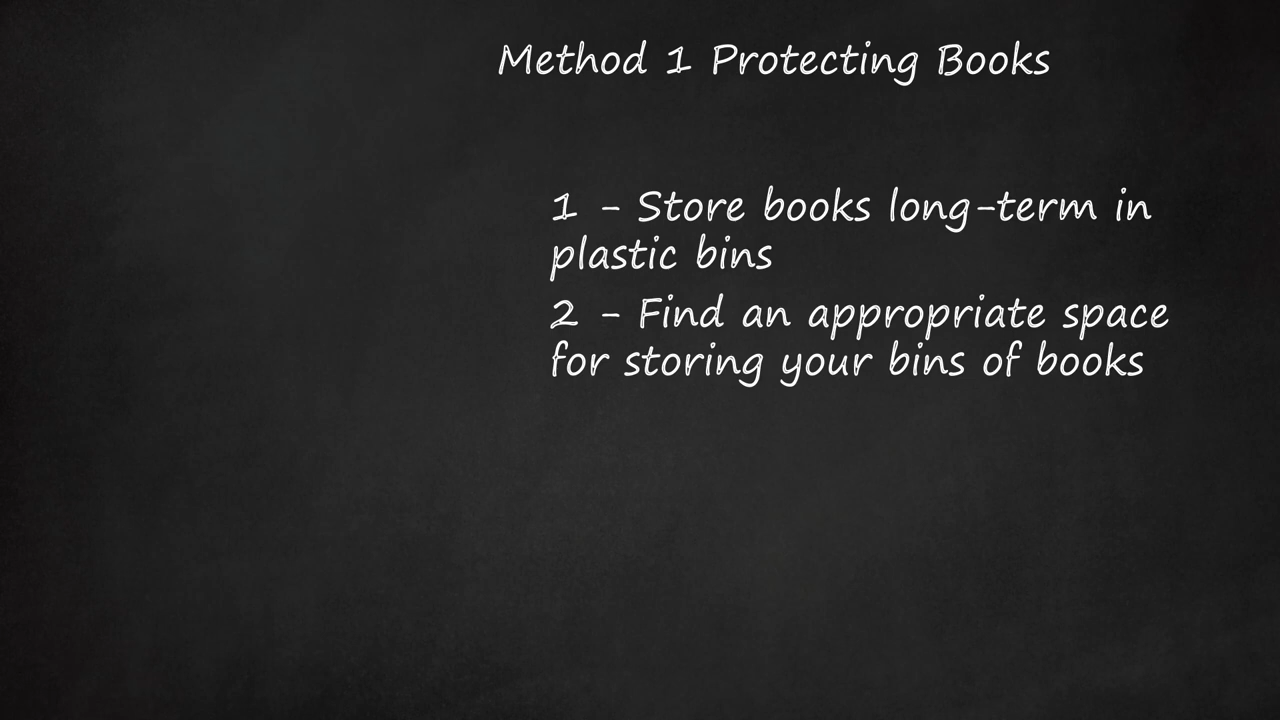 Method 1 Protecting Books
1 - Store books long-term in
plastic bins
2 - Find an appropriate space
for storing your bins of books